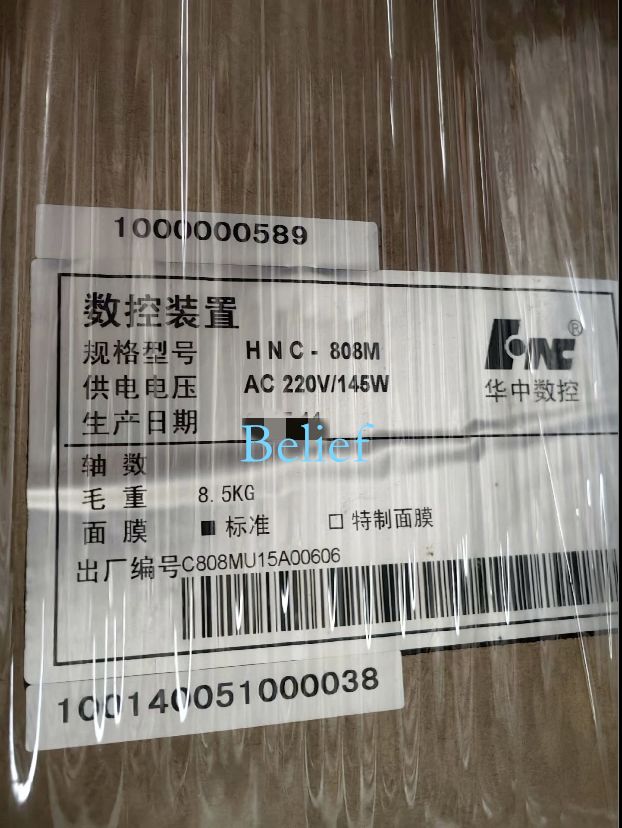 1000000589
数控装置
规格型号 HNC-808M
HNC®
供电电压 AC 220V/145W
华中数控
生产日期
Belief
轴数
毛重 8.5KG
面膜 ■标准 □特制面膜
出厂编号C808MU15A00606
100140051000038